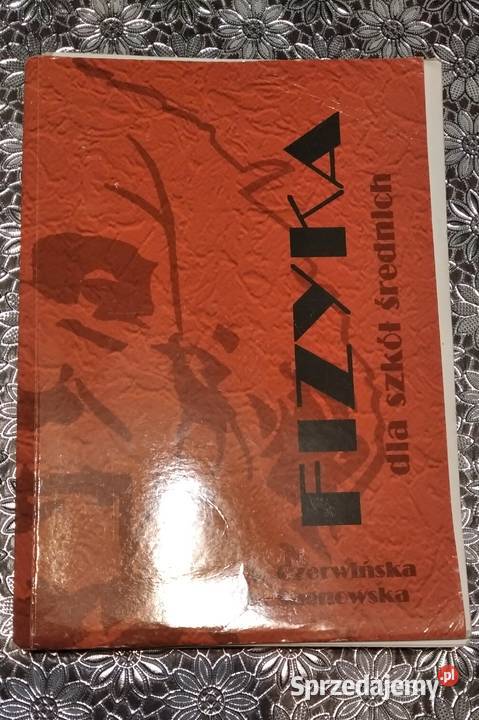 FIZYKA
dla szkół średnich
Czerwińska
Sprzedajemy.pl